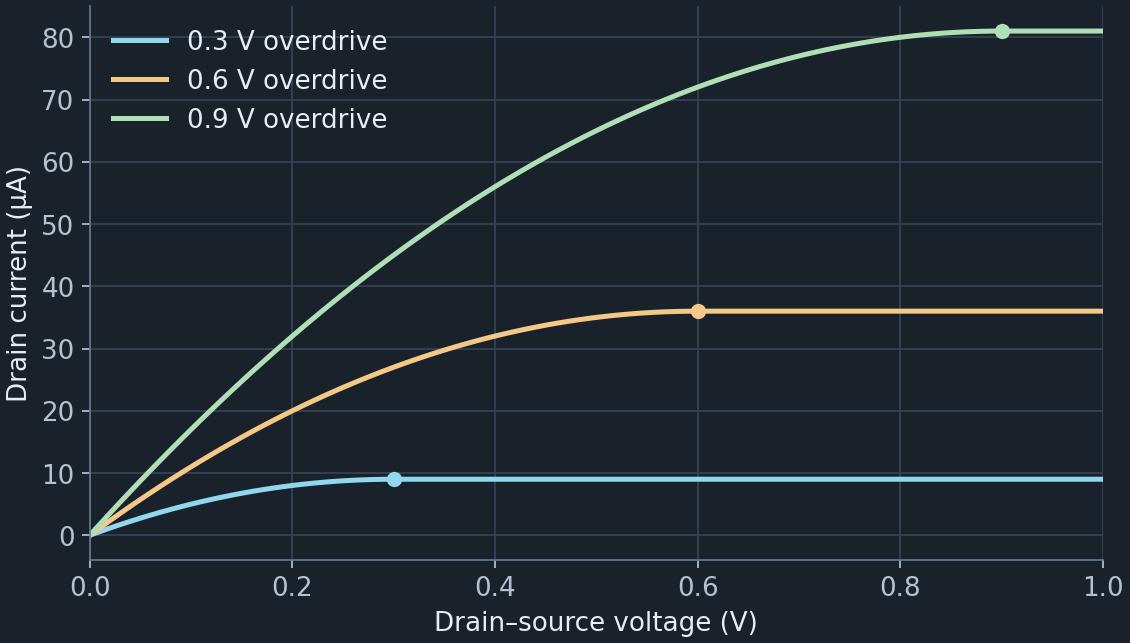 0.3 V overdrive
0.6 V overdrive
0.9 V overdrive
Drain current (µA)
80
70
60
50
40
30
20
10
0
0.0 0.2 0.4 0.6 0.8 1.0
Drain–source voltage (V)